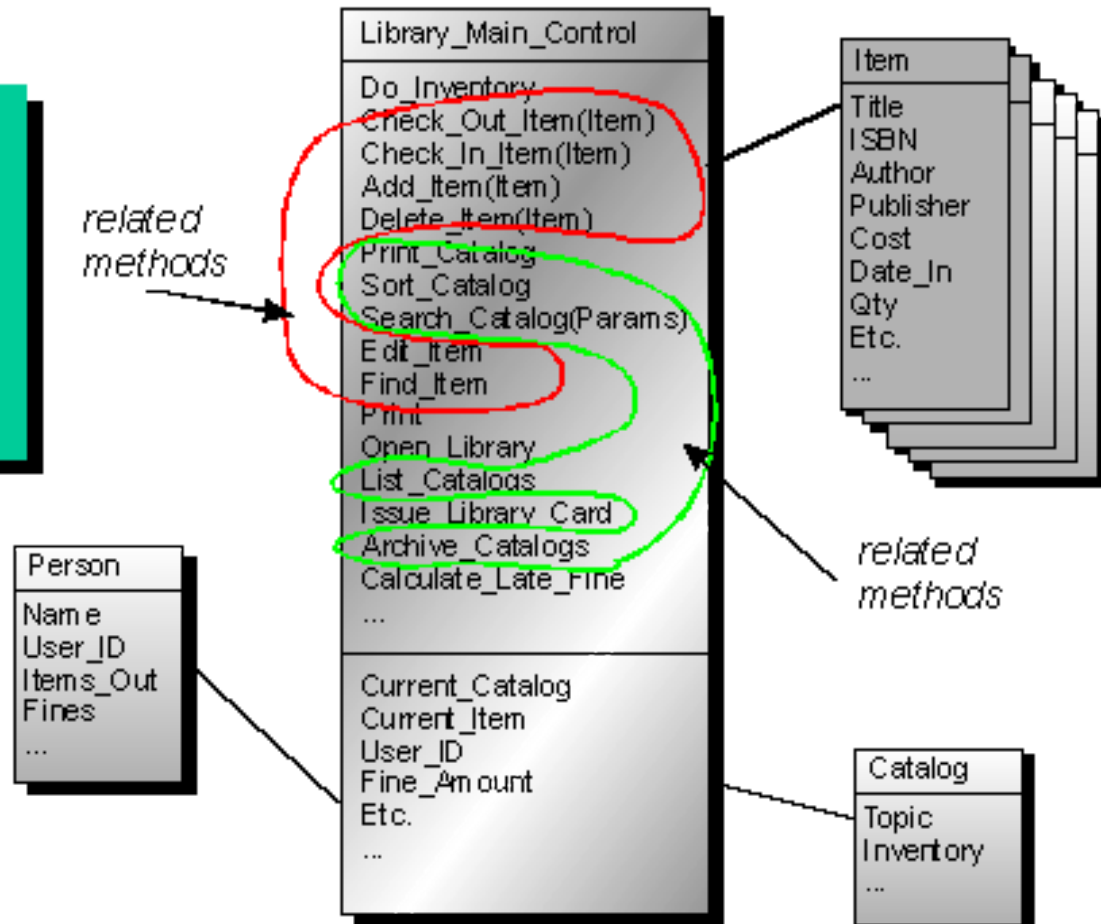 Library_Main_Control
Do_Inventory
Check_Out_Item(Item)
Check_In_Item(Item)
Add_Item(Item)
Delete_Item(Item)
Print_Catalog
Sort_Catalog
Search_Catalog(Params)
Edit_Item
Find_Item
Print
Open_Library
List_Catalogs
Issue_Library_Card
Archive_Catalogs
Calculate_Late_Fine
...
Current_Catalog
Current_Item
User_ID
Fine_Amount
Etc.
...
related
methods
Item
Title
ISBN
Author
Publisher
Cost
Date_In
Qty
Etc.
...
related
methods
Person
Name
User_ID
Items_Out
Fines
...
Catalog
Topic
Inventory
...